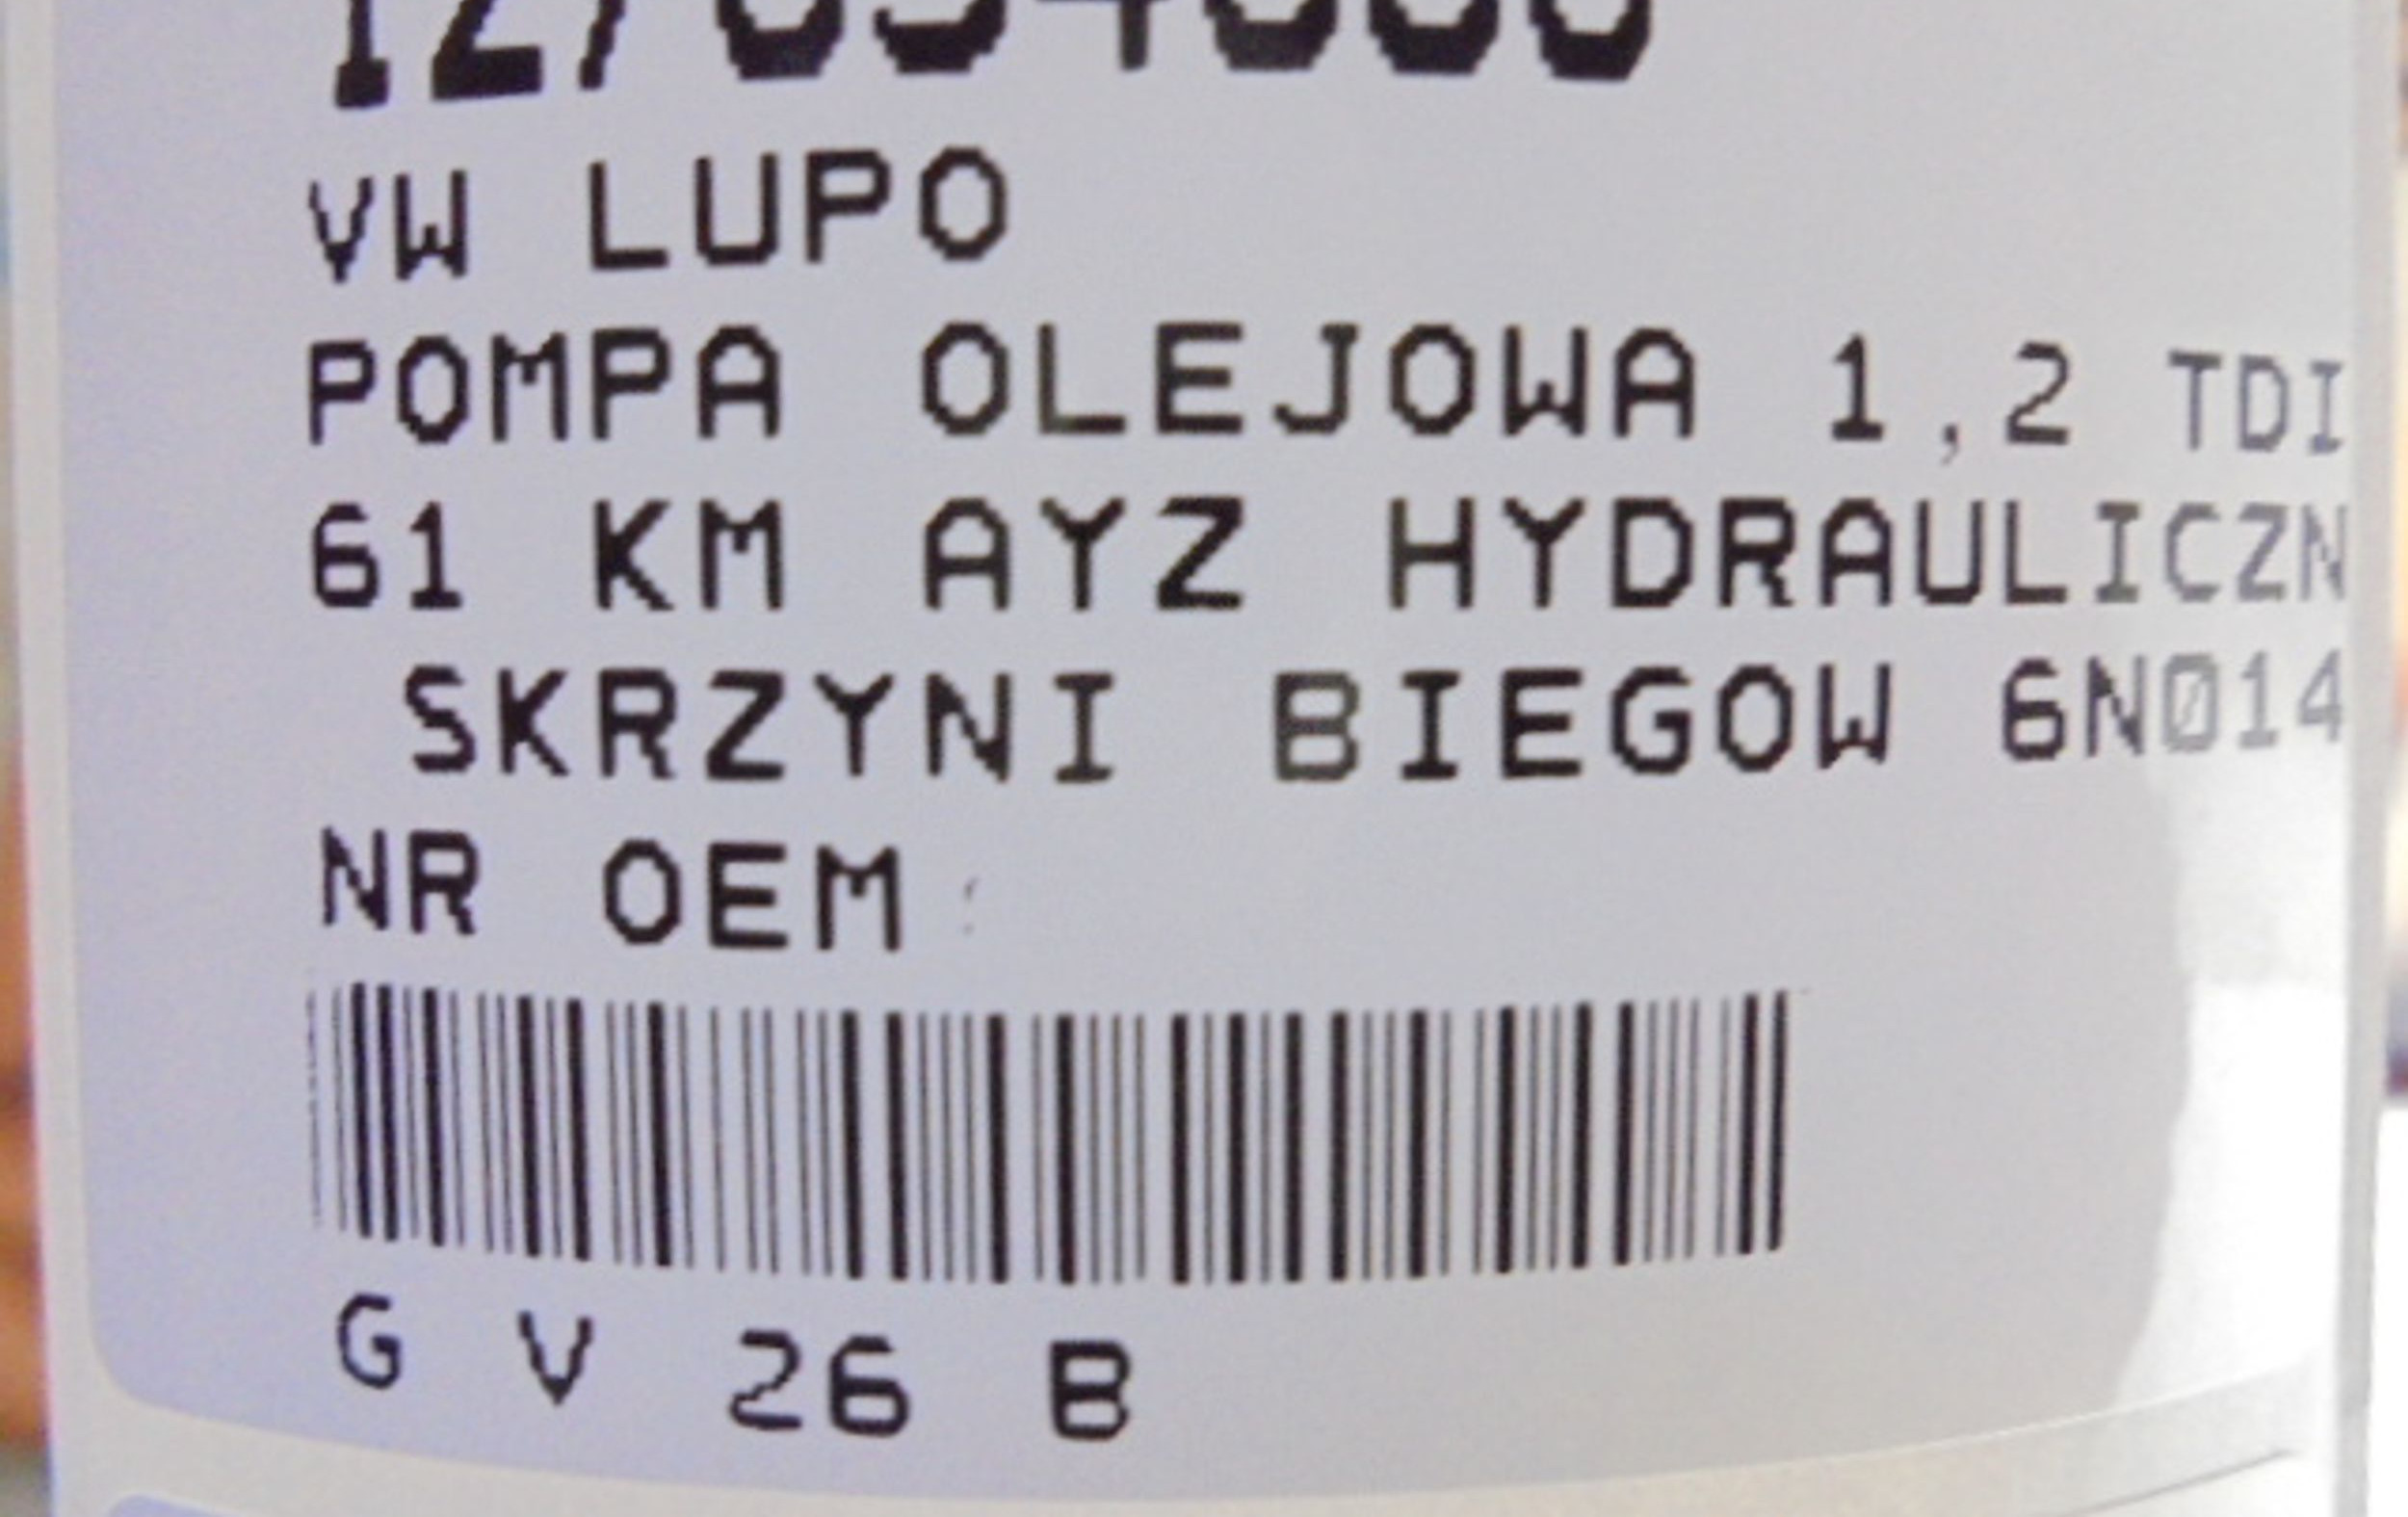 VW LUPO
POMPA OLEJOWA 1,2 TDI
61 KM AYZ HYDRAULICZN
SKRZYNI BIEGOW 6N014
NR OEM:
G V 26 B